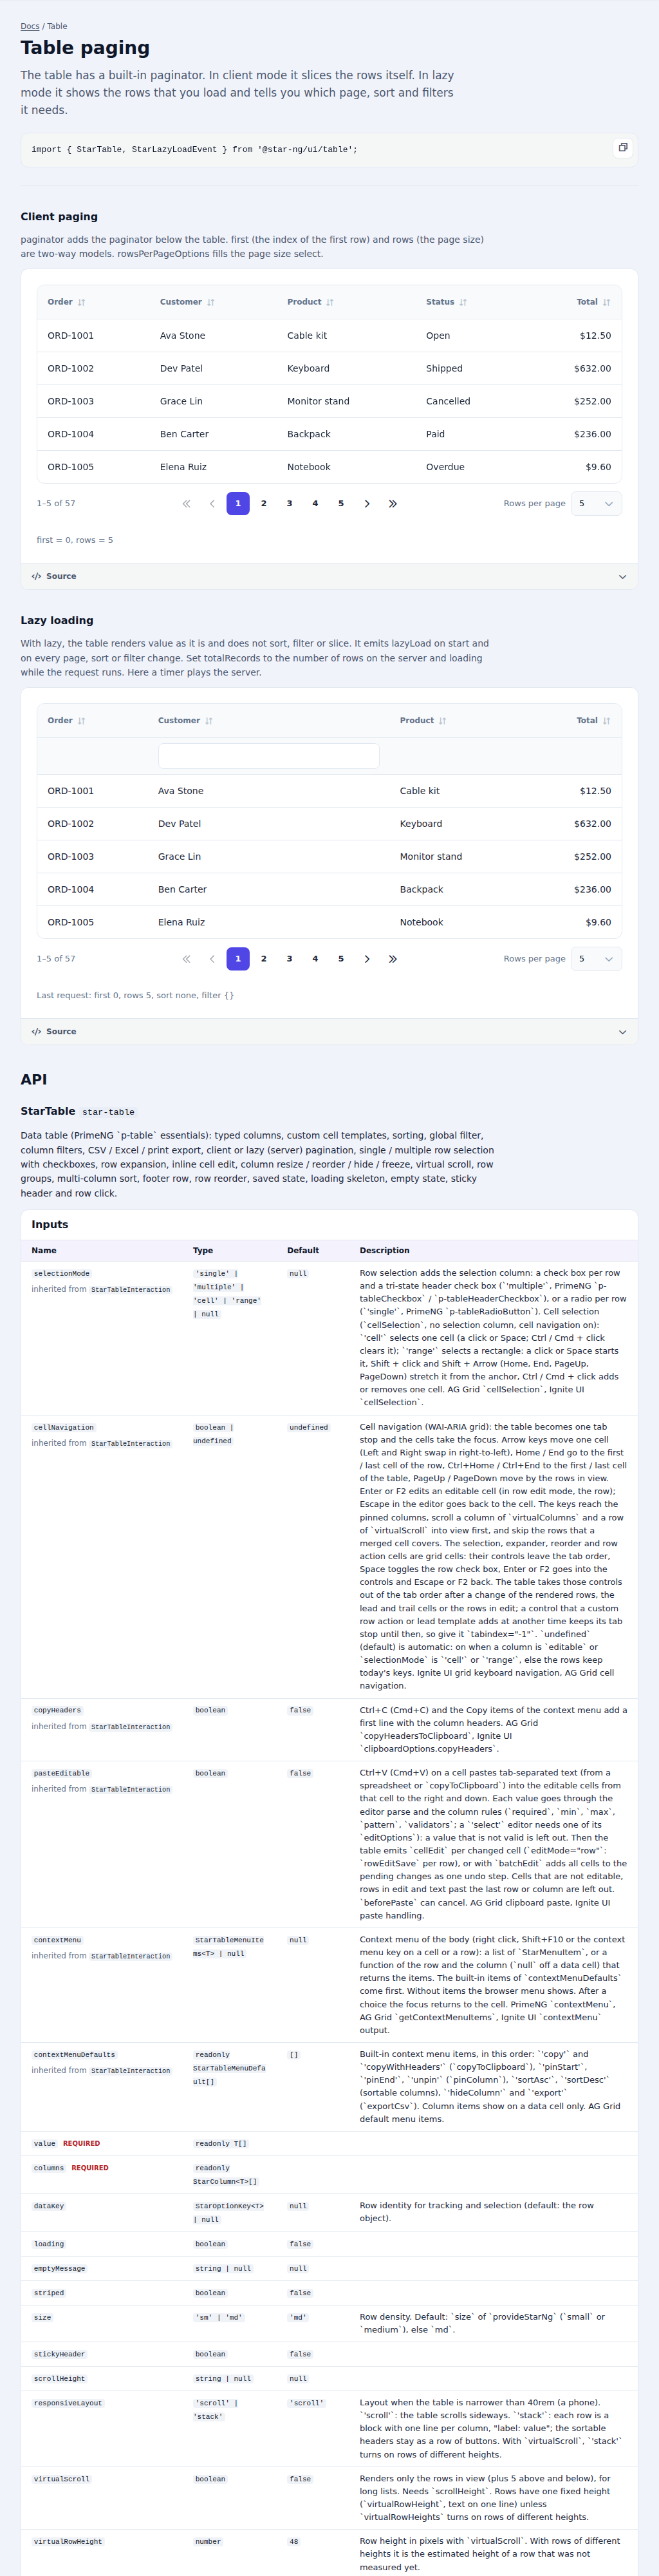 Docs / Table
Table paging
The table has a built-in paginator. In client mode it slices the rows itself. In lazy
mode it shows the rows that you load and tells you which page, sort and filters
it needs.
import { StarTable, StarLazyLoadEvent } from '@star-ng/ui/table';
Client paging
paginator adds the paginator below the table. first (the index of the first row) and rows (the page size)
are two-way models. rowsPerPageOptions fills the page size select.
Order Customer Product Status Total
ORD-1001 Ava Stone Cable kit Open $12.50
ORD-1002 Dev Patel Keyboard Shipped $632.00
ORD-1003 Grace Lin Monitor stand Cancelled $252.00
ORD-1004 Ben Carter Backpack Paid $236.00
ORD-1005 Elena Ruiz Notebook Overdue $9.60
1–5 of 57 1 2 3 4 5 Rows per page 5
first = 0, rows = 5
Source
Lazy loading
With lazy, the table renders value as it is and does not sort, filter or slice. It emits lazyLoad on start and
on every page, sort or filter change. Set totalRecords to the number of rows on the server and loading
while the request runs. Here a timer plays the server.
Order Customer Product Total
ORD-1001 Ava Stone Cable kit $12.50
ORD-1002 Dev Patel Keyboard $632.00
ORD-1003 Grace Lin Monitor stand $252.00
ORD-1004 Ben Carter Backpack $236.00
ORD-1005 Elena Ruiz Notebook $9.60
1–5 of 57 1 2 3 4 5 Rows per page 5
Last request: first 0, rows 5, sort none, filter {}
Source
API
StarTable star-table
Data table (PrimeNG `p-table` essentials): typed columns, custom cell templates, sorting, global filter,
column filters, CSV / Excel / print export, client or lazy (server) pagination, single / multiple row selection
with checkboxes, row expansion, inline cell edit, column resize / reorder / hide / freeze, virtual scroll, row
groups, multi-column sort, footer row, row reorder, saved state, loading skeleton, empty state, sticky
header and row click.
Inputs
Name Type Default Description
selectionMode
inherited from StarTableInteraction
'single' |
'multiple' |
'cell' | 'range'
| null
null
Row selection adds the selection column: a check box per row
and a tri-state header check box (`'multiple'`, PrimeNG `p-
tableCheckbox` / `p-tableHeaderCheckbox`), or a radio per row
(`'single'`, PrimeNG `p-tableRadioButton`). Cell selection
(`cellSelection`, no selection column, cell navigation on):
`'cell'` selects one cell (a click or Space; Ctrl / Cmd + click
clears it); `'range'` selects a rectangle: a click or Space starts
it, Shift + click and Shift + Arrow (Home, End, PageUp,
PageDown) stretch it from the anchor, Ctrl / Cmd + click adds
or removes one cell. AG Grid `cellSelection`, Ignite UI
`cellSelection`.
cellNavigation
inherited from StarTableInteraction
boolean |
undefined
undefined
Cell navigation (WAI-ARIA grid): the table becomes one tab
stop and the cells take the focus. Arrow keys move one cell
(Left and Right swap in right-to-left), Home / End go to the first
/ last cell of the row, Ctrl+Home / Ctrl+End to the first / last cell
of the table, PageUp / PageDown move by the rows in view.
Enter or F2 edits an editable cell (in row edit mode, the row);
Escape in the editor goes back to the cell. The keys reach the
pinned columns, scroll a column of `virtualColumns` and a row
of `virtualScroll` into view first, and skip the rows that a
merged cell covers. The selection, expander, reorder and row
action cells are grid cells: their controls leave the tab order,
Space toggles the row check box, Enter or F2 goes into the
controls and Escape or F2 back. The table takes those controls
out of the tab order after a change of the rendered rows, the
lead and trail cells or the rows in edit; a control that a custom
row action or lead template adds at another time keeps its tab
stop until then, so give it `tabindex="-1"`. `undefined`
(default) is automatic: on when a column is `editable` or
`selectionMode` is `'cell'` or `'range'`, else the rows keep
today's keys. Ignite UI grid keyboard navigation, AG Grid cell
navigation.
copyHeaders
inherited from StarTableInteraction
boolean
false
Ctrl+C (Cmd+C) and the Copy items of the context menu add a
first line with the column headers. AG Grid
`copyHeadersToClipboard`, Ignite UI
`clipboardOptions.copyHeaders`.
pasteEditable
inherited from StarTableInteraction
boolean
false
Ctrl+V (Cmd+V) on a cell pastes tab-separated text (from a
spreadsheet or `copyToClipboard`) into the editable cells from
that cell to the right and down. Each value goes through the
editor parse and the column rules (`required`, `min`, `max`,
`pattern`, `validators`; a `'select'` editor needs one of its
`editOptions`): a value that is not valid is left out. Then the
table emits `cellEdit` per changed cell (`editMode="row"`:
`rowEditSave` per row), or with `batchEdit` adds all cells to the
pending changes as one undo step. Cells that are not editable,
rows in edit and text past the last row or column are left out.
`beforePaste` can cancel. AG Grid clipboard paste, Ignite UI
paste handling.
contextMenu
inherited from StarTableInteraction
StarTableMenuIte
ms<T> | null
null
Context menu of the body (right click, Shift+F10 or the context
menu key on a cell or a row): a list of `StarMenuItem`, or a
function of the row and the column (`null` off a data cell) that
returns the items. The built-in items of `contextMenuDefaults`
come first. Without items the browser menu shows. After a
choice the focus returns to the cell. PrimeNG `contextMenu`,
AG Grid `getContextMenuItems`, Ignite UI `contextMenu`
output.
contextMenuDefaults
inherited from StarTableInteraction
readonly
StarTableMenuDefa
ult[]
[]
Built-in context menu items, in this order: `'copy'` and
`'copyWithHeaders'` (`copyToClipboard`), `'pinStart'`,
`'pinEnd'`, `'unpin'` (`pinColumn`), `'sortAsc'`, `'sortDesc'`
(sortable columns), `'hideColumn'` and `'export'`
(`exportCsv`). Column items show on a data cell only. AG Grid
default menu items.
value REQUIRED readonly T[]
columns REQUIRED readonly
StarColumn<T>[]
dataKey
StarOptionKey<T>
| null
null
Row identity for tracking and selection (default: the row
object).
loading boolean false
emptyMessage string | null null
striped boolean false
size 'sm' | 'md' 'md' Row density. Default: `size` of `provideStarNg` (`small` or
`medium`), else `md`.
stickyHeader boolean false
scrollHeight string | null null
responsiveLayout
'scroll' |
'stack'
'scroll'
Layout when the table is narrower than 40rem (a phone).
`'scroll'`: the table scrolls sideways. `'stack'`: each row is a
block with one line per column, "label: value"; the sortable
headers stay as a row of buttons. With `virtualScroll`, `'stack'`
turns on rows of different heights.
virtualScroll boolean false Renders only the rows in view (plus 5 above and below), for
long lists. Needs `scrollHeight`. Rows have one fixed height
(`virtualRowHeight`, text on one line) unless
`virtualRowHeights` turns on rows of different heights.
virtualRowHeight number 48 Row height in pixels with `virtualScroll`. With rows of different
heights it is the estimated height of a row that was not
measured yet.